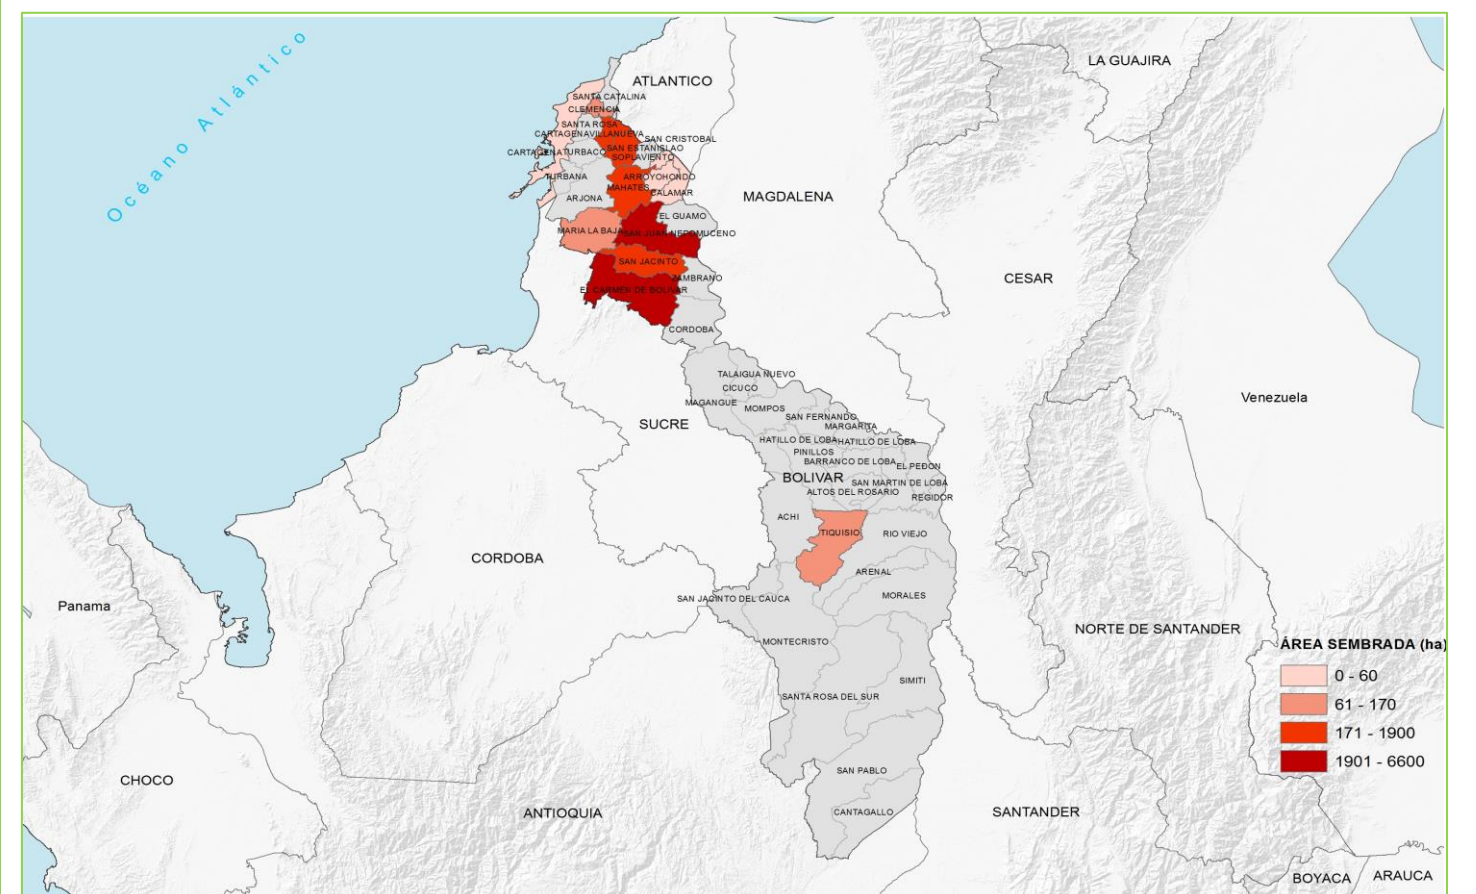 Océano Atlántico
LA GUAJIRA
ATLANTICO
SANTA CATALINA
CLEMENCIA
SANTA ROSA
CARTAGENA
VILLANUEVA
SAN CRISTOBAL
CARTAGENA
TURBACO
SAN ESTANISLAO
SOPLAVIENTO
TURBANA
ARROYOHONDO
MAHATES
CALAMAR
ARJONA
MAGDALENA
EL GUAMO
MARIA LA BAJA
SAN JUAN NEPOMUCENO
SAN JACINTO
ZAMBRANO
CESAR
EL CARMEN DE BOLIVAR
CORDOBA
TALAIGUA NUEVO
CICUCO
MAGANGUE
MOMPOS
Venezuela
SAN FERNANDO
MARGARITA
SUCRE
HATILLO DE LOBA
HATILLO DE LOBA
PINILLOS
BARRANCO DE LOBA
EL PEÐON
BOLIVAR
SAN MARTIN DE LOBA
ALTOS DEL ROSARIO
REGIDOR
ACHI
TIQUISIO
RIO VIEJO
CORDOBA
ARENAL
SAN JACINTO DEL CAUCA
MORALES
Panama
MONTECRISTO
NORTE DE SANTANDER
SIMITI
SANTA ROSA DEL SUR
SAN PABLO
CHOCO
ANTIOQUIA
CANTAGALLO
SANTANDER
BOYACA
ARAUCA
ÁREA SEMBRADA (ha)
0 - 60
61 - 170
171 - 1900
1901 - 6600